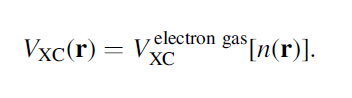 V_XC(r) = V_XC^electron gas[n(r)].